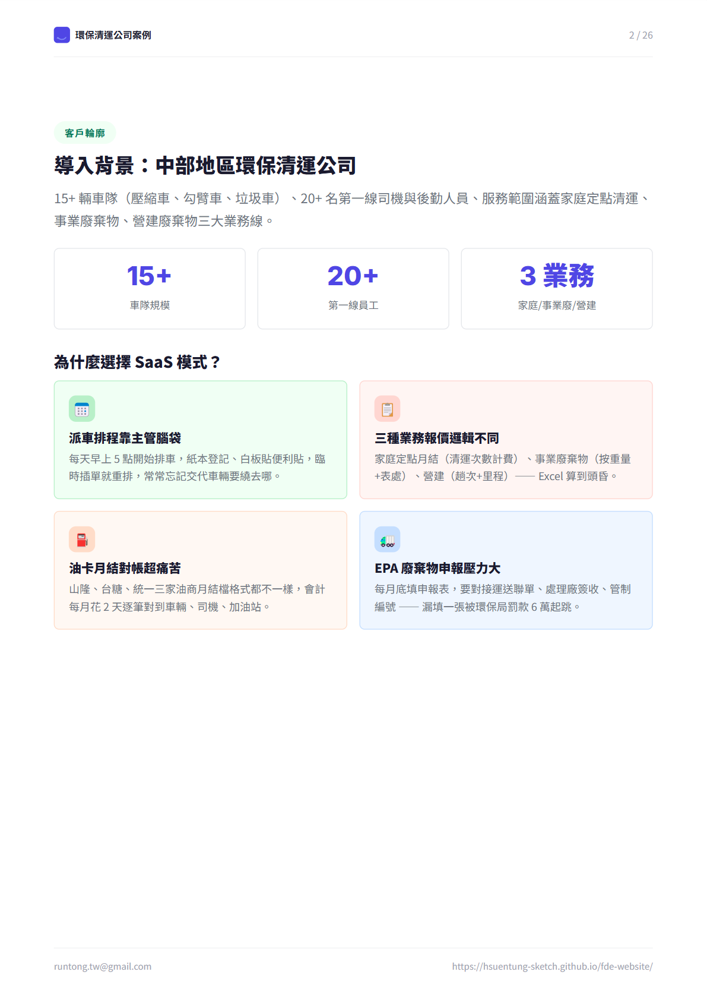 環保清運公司案例
2 / 26
客戶輪廓
導入背景：中部地區環保清運公司
15+ 輛車隊（壓縮車、勾臂車、垃圾車）、20+ 名第一線司機與後勤人員、服務範圍涵蓋家庭定點清運、
事業廢棄物、營建廢棄物三大業務線。
15+
車隊規模
20+
第一線員工
3 業務
家庭/事業廢/營建
為什麼選擇 SaaS 模式？
派車排程靠主管腦袋
每天早上 5 點開始排車，紙本登記、白板貼便利貼，臨
時插單就重排，常常忘記交代車輛要繞去哪。
三種業務報價邏輯不同
家庭定點月結（清運次數計費）、事業廢棄物（按重量
+表處）、營建（趟次+里程）—— Excel 算到頭昏。
油卡月結對帳超痛苦
山隆、台糖、統一三家油商月結檔格式都不一樣，會計
每月花 2 天逐筆對到車輛、司機、加油站。
EPA 廢棄物申報壓力大
每月底填申報表，要對接運送聯單、處理廠簽收、管制
編號 —— 漏填一張被環保局罰款 6 萬起跳。
runtong.tw@gmail.com
https://hsuentung-sketch.github.io/fde-website/